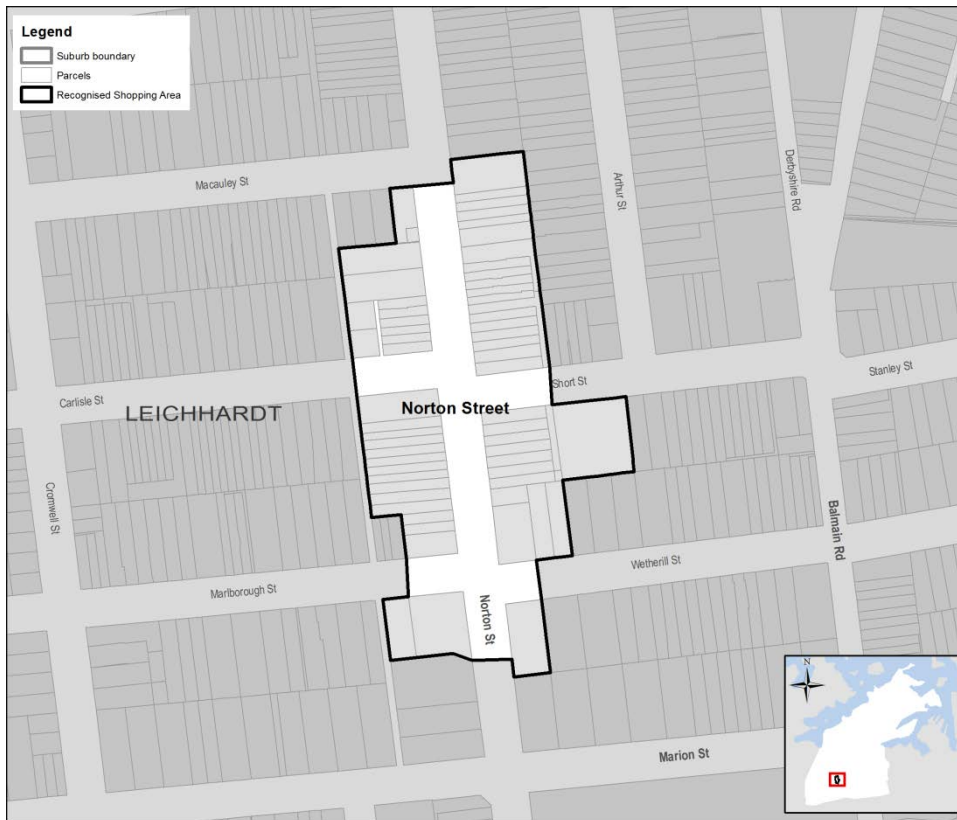 Legend
Suburb boundary
Parcels
Recognised Shopping Area
Macauley St
Arthur St
Derbyshire Rd
Short St
Stanley St
Carlisle St
LEICHHARDT
Norton Street
Cromwell St
Balmain Rd
Wetherill St
Marlborough St
Norton St
Marion St
N